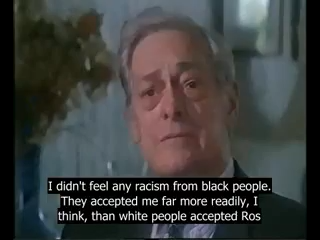 I didn't feel any racism from black people.
They accepted me far more readily, I
think, than white people accepted Ros